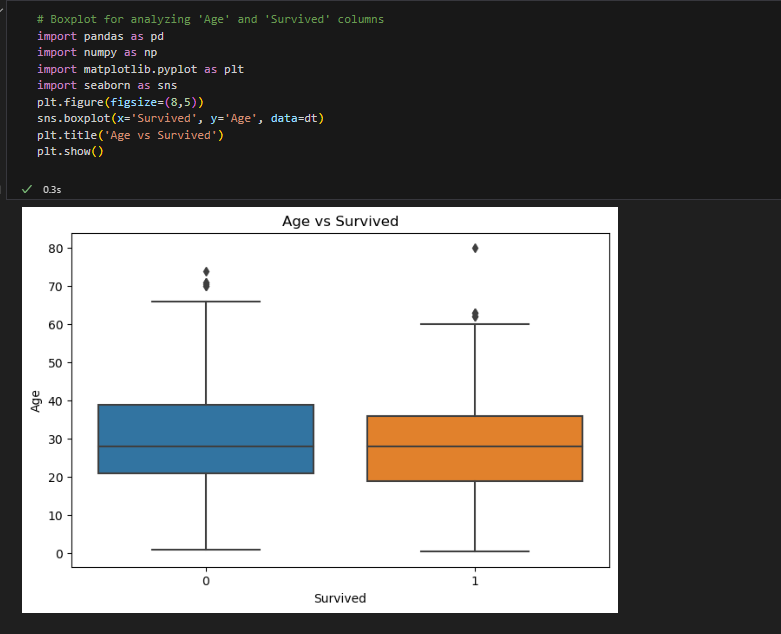 # Boxplot for analyzing 'Age' and 'Survived' columns
import pandas as pd
import numpy as np
import matplotlib.pyplot as plt
import seaborn as sns
plt.figure(figsize=(8,5))
sns.boxplot(x='Survived', y='Age', data=dt)
plt.title('Age vs Survived')
plt.show()
0.3s
Age vs Survived
80
70
60
50
40
30
20
10
0
Age
0 1
Survived